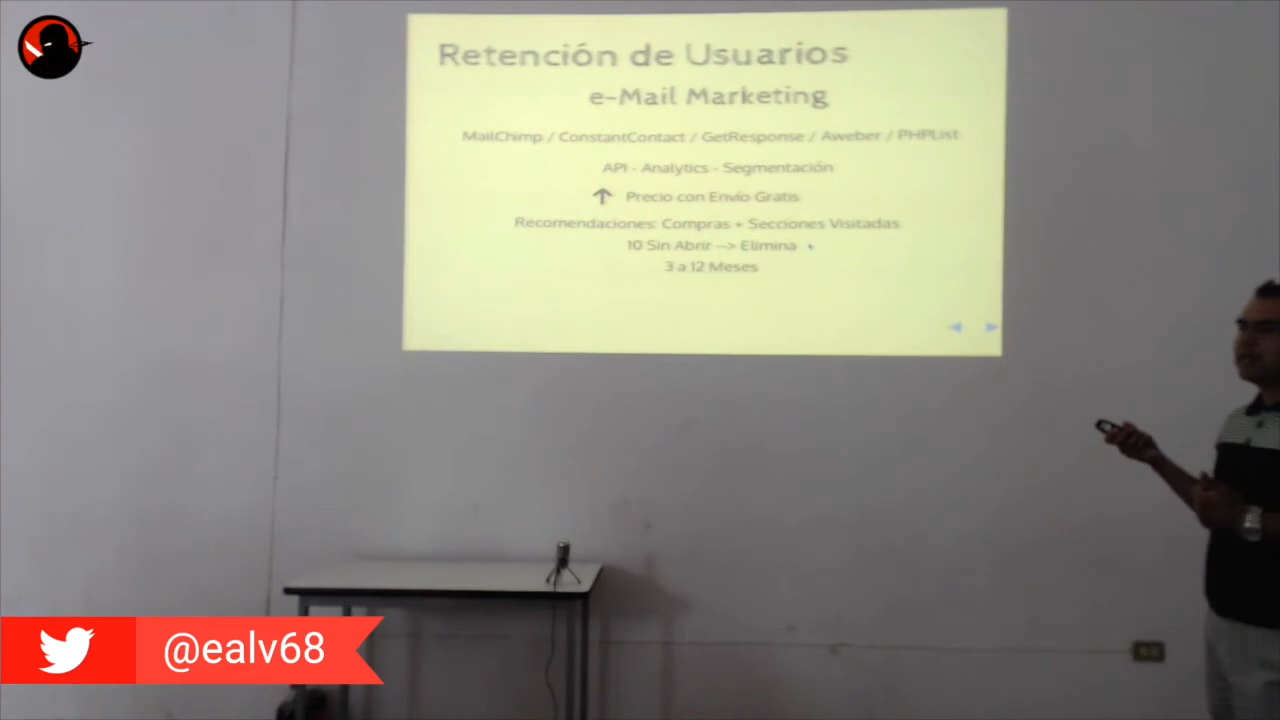 Retención de Usuarios
e-Mail Marketing
MailChimp / ConstantContact / GetResponse / Aweber / PHPList
API - Analytics - Segmentación
↑ Precio con Envío Gratis
Recomendaciones: Compras + Secciones Visitadas
10 Sin Abrir --> Elimina
3 a 12 Meses
@ealv68